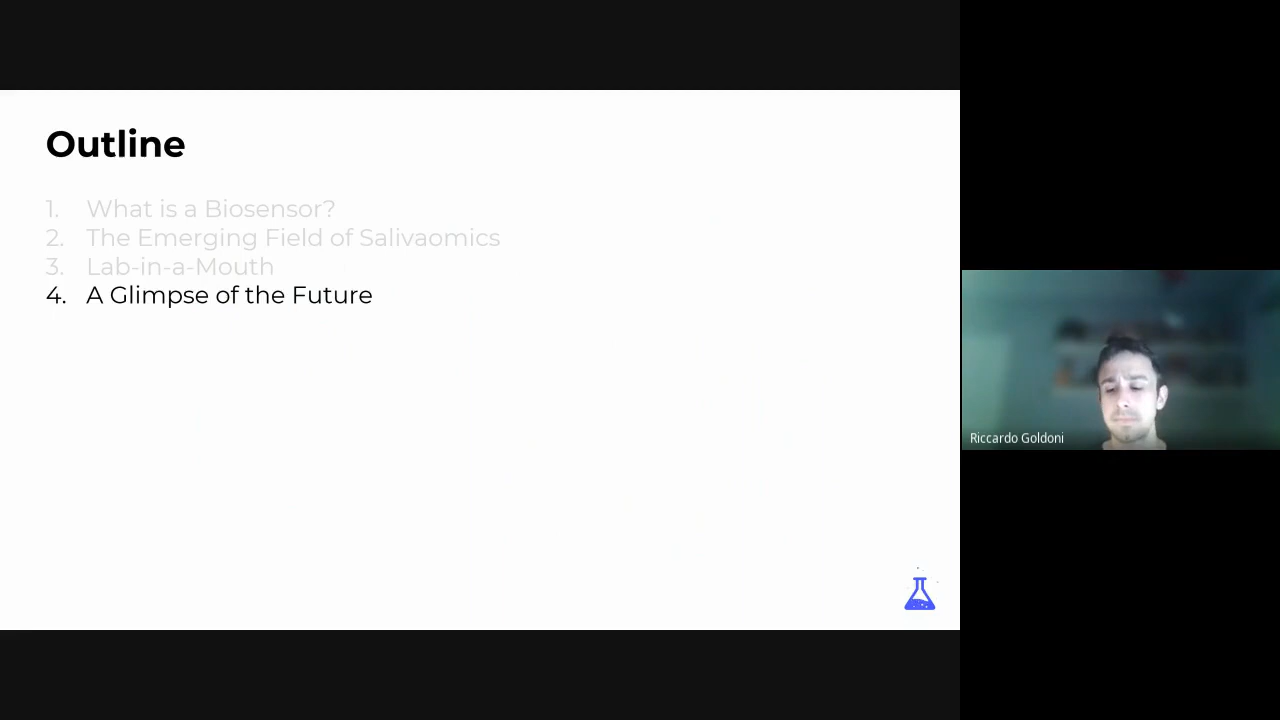 Outline
1. What is a Biosensor?
2. The Emerging Field of Salivaomics
3. Lab-in-a-Mouth
4. A Glimpse of the Future
Riccardo Goldoni